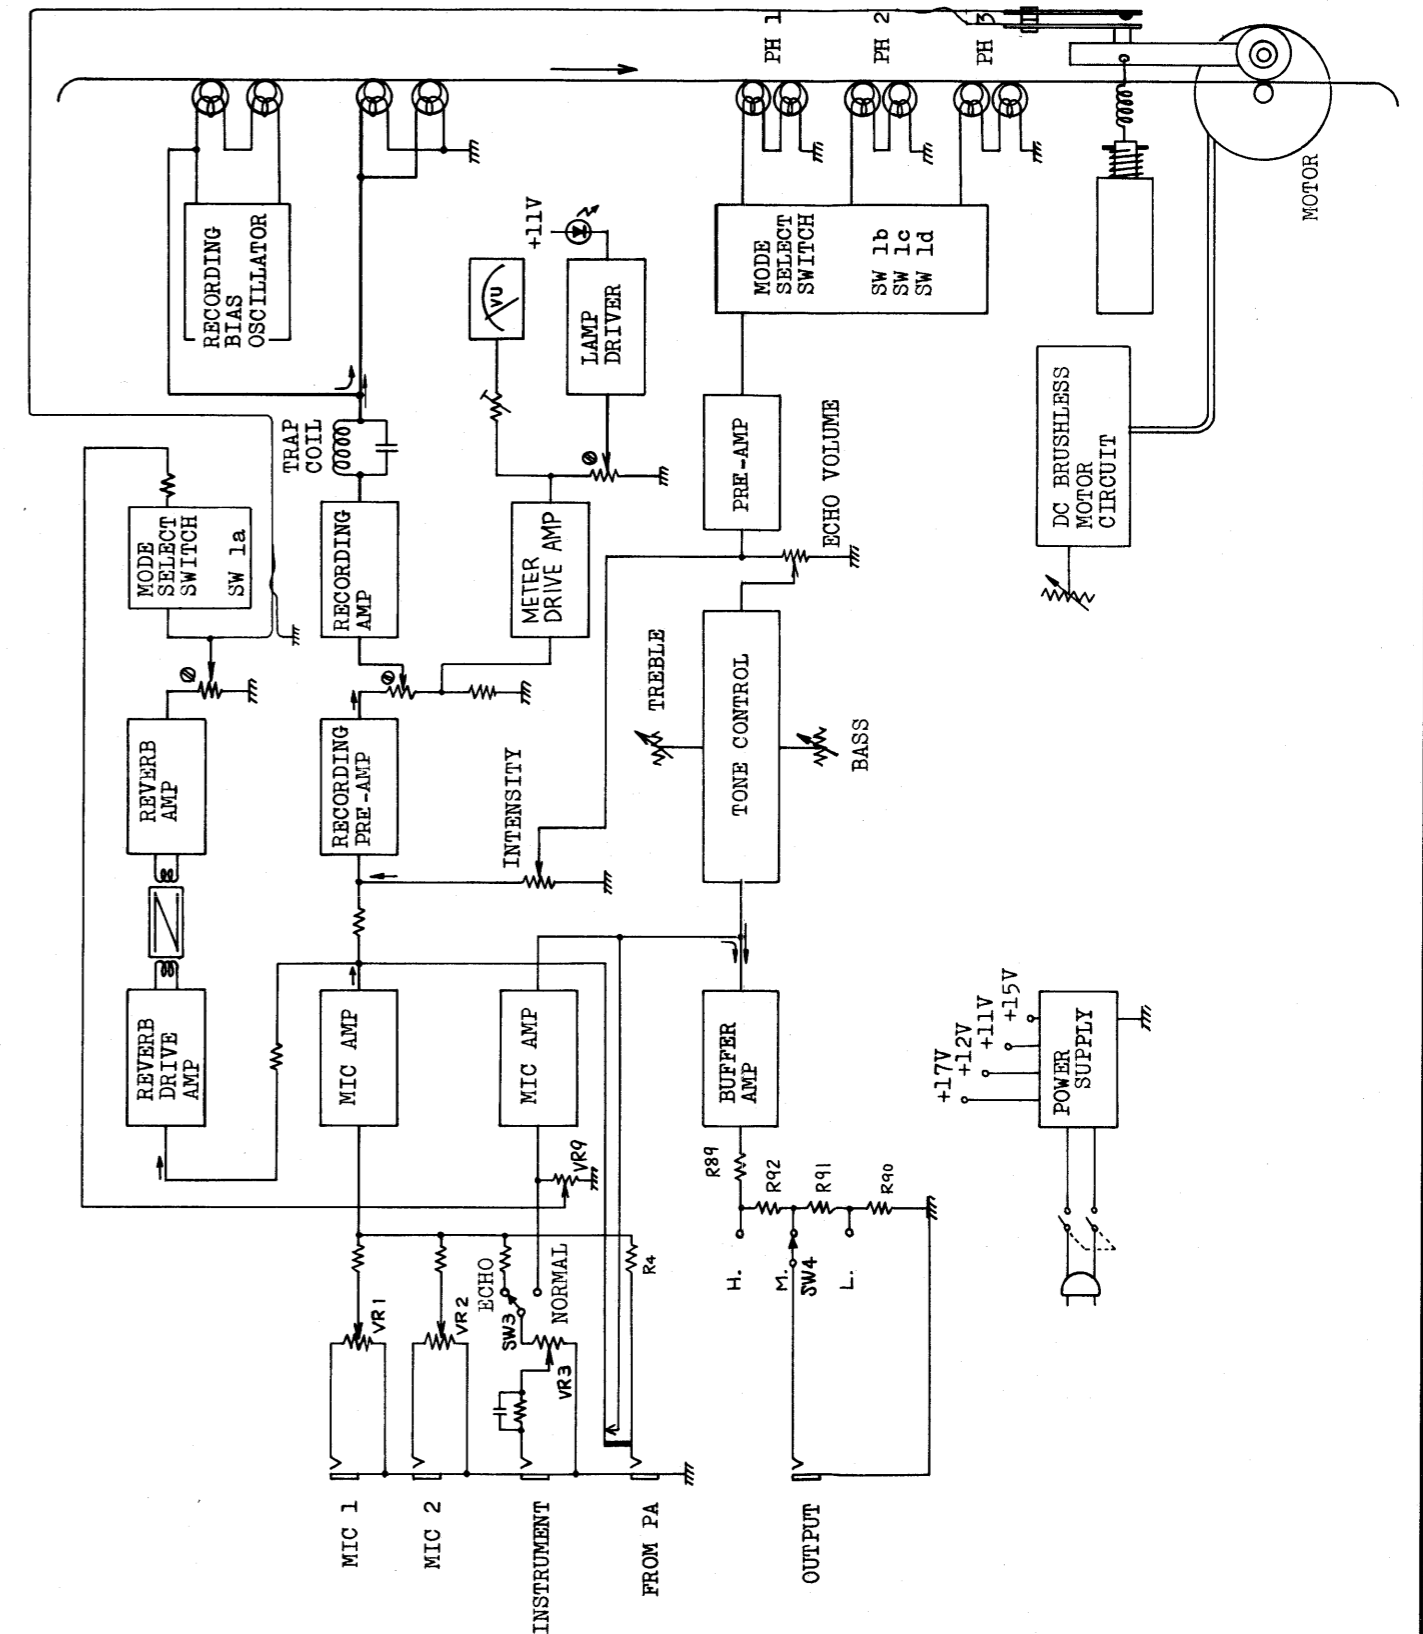 PH 1
PH 2
PH 3
MOTOR
RECORDING
BIAS
OSCILLATOR
+11V
VU
LAMP
DRIVER
MODE
SELECT
SWITCH
SW 1b
SW 1c
SW 1d
TRAP
COIL
MODE
SELECT
SWITCH
SW 1a
RECORDING
AMP
METER
DRIVE AMP
PRE-AMP
ECHO VOLUME
DC BRUSHLESS
MOTOR
CIRCUIT
Ø
Ø
Ø
REVERB
AMP
RECORDING
PRE-AMP
INTENSITY
TREBLE
TONE CONTROL
BASS
REVERB
DRIVE
AMP
MIC AMP
MIC AMP
BUFFER
AMP
+17V
+12V
+11V
+15V
POWER
SUPPLY
VR9
R89
R92
R91
R90
H.
M.
SW4
L.
VR1
VR2
ECHO
SW3
NORMAL
VR3
R4
MIC 1
MIC 2
INSTRUMENT
FROM PA
OUTPUT